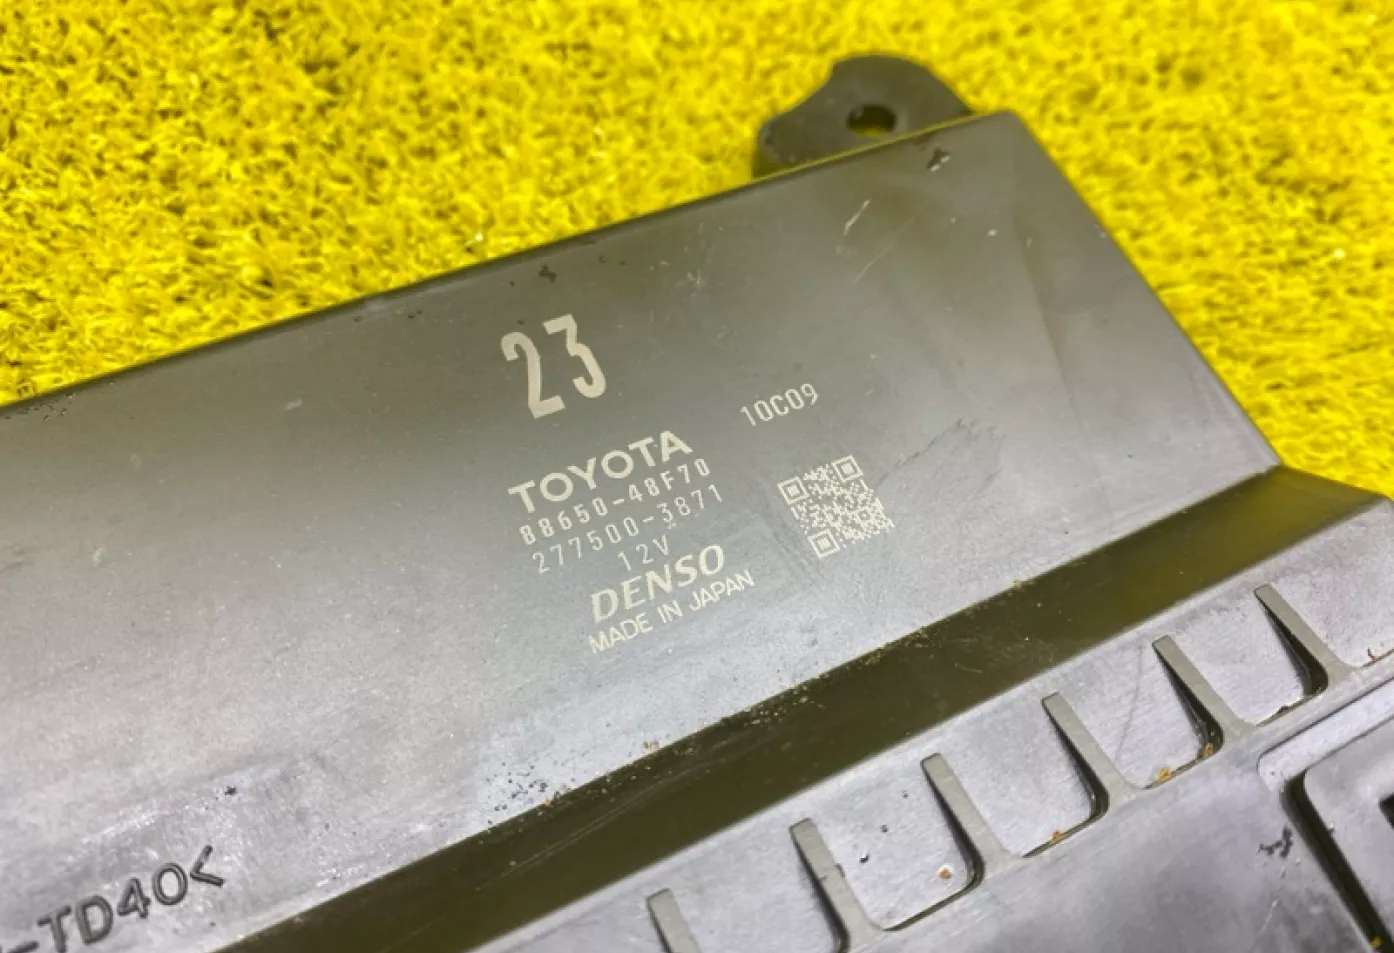 23
TOYOTA
88650-48F70
277500-3871
12V
DENSO
MADE IN JAPAN
10C09
-TD40<